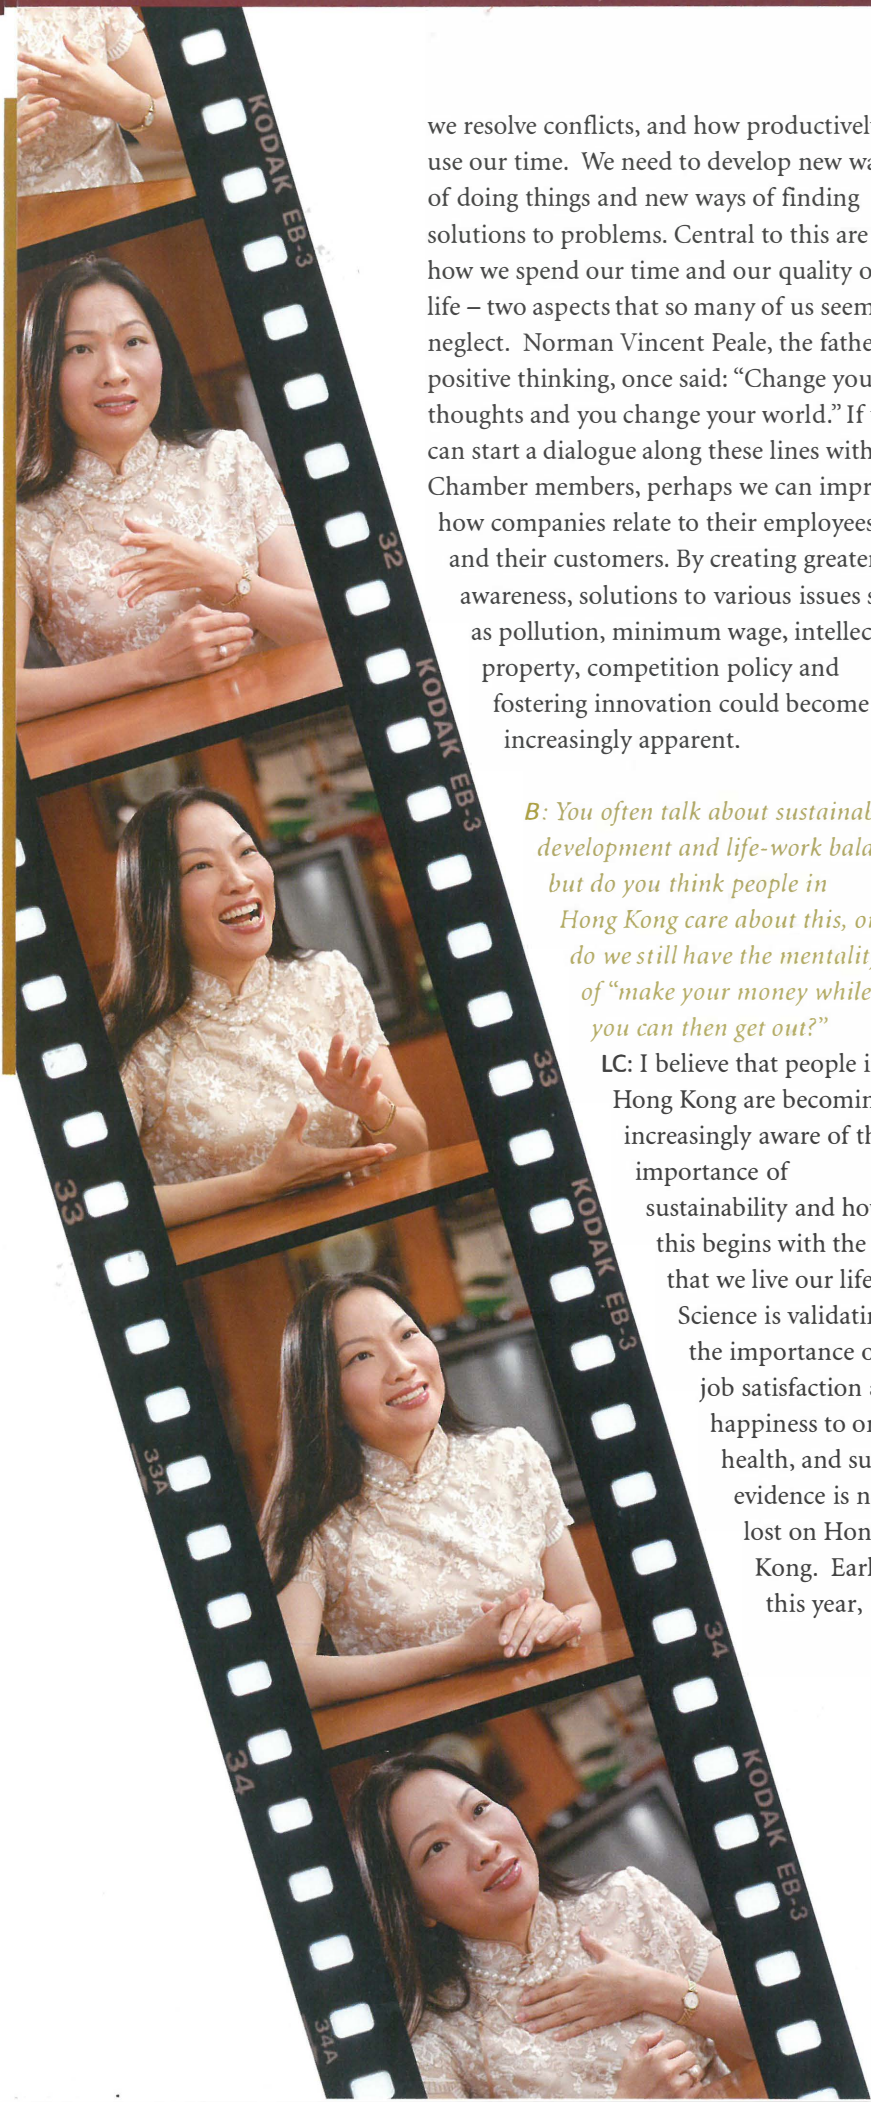 we resolve conflicts, and how productively
use our time. We need to develop new wa
of doing things and new ways of finding
solutions to problems. Central to this are
how we spend our time and our quality o
life – two aspects that so many of us seem
neglect. Norman Vincent Peale, the fathe
positive thinking, once said: “Change you
thoughts and you change your world.” If
can start a dialogue along these lines with
Chamber members, perhaps we can impr
how companies relate to their employees
and their customers. By creating greater
awareness, solutions to various issues s
as pollution, minimum wage, intellec
property, competition policy and
fostering innovation could become
increasingly apparent.
B: You often talk about sustainab
development and life-work bala
but do you think people in
Hong Kong care about this, or
do we still have the mentality
of “make your money while
you can then get out?”
LC: I believe that people i
Hong Kong are becomin
increasingly aware of th
importance of
sustainability and how
this begins with the
that we live our life
Science is validatin
the importance o
job satisfaction a
happiness to or
health, and su
evidence is n
lost on Hon
Kong. Earl
this year,
KODAK EB-3
32
KODAK EB-3
33
KODAK EB-3
34
KODAK EB-3
33
33A
34
34A